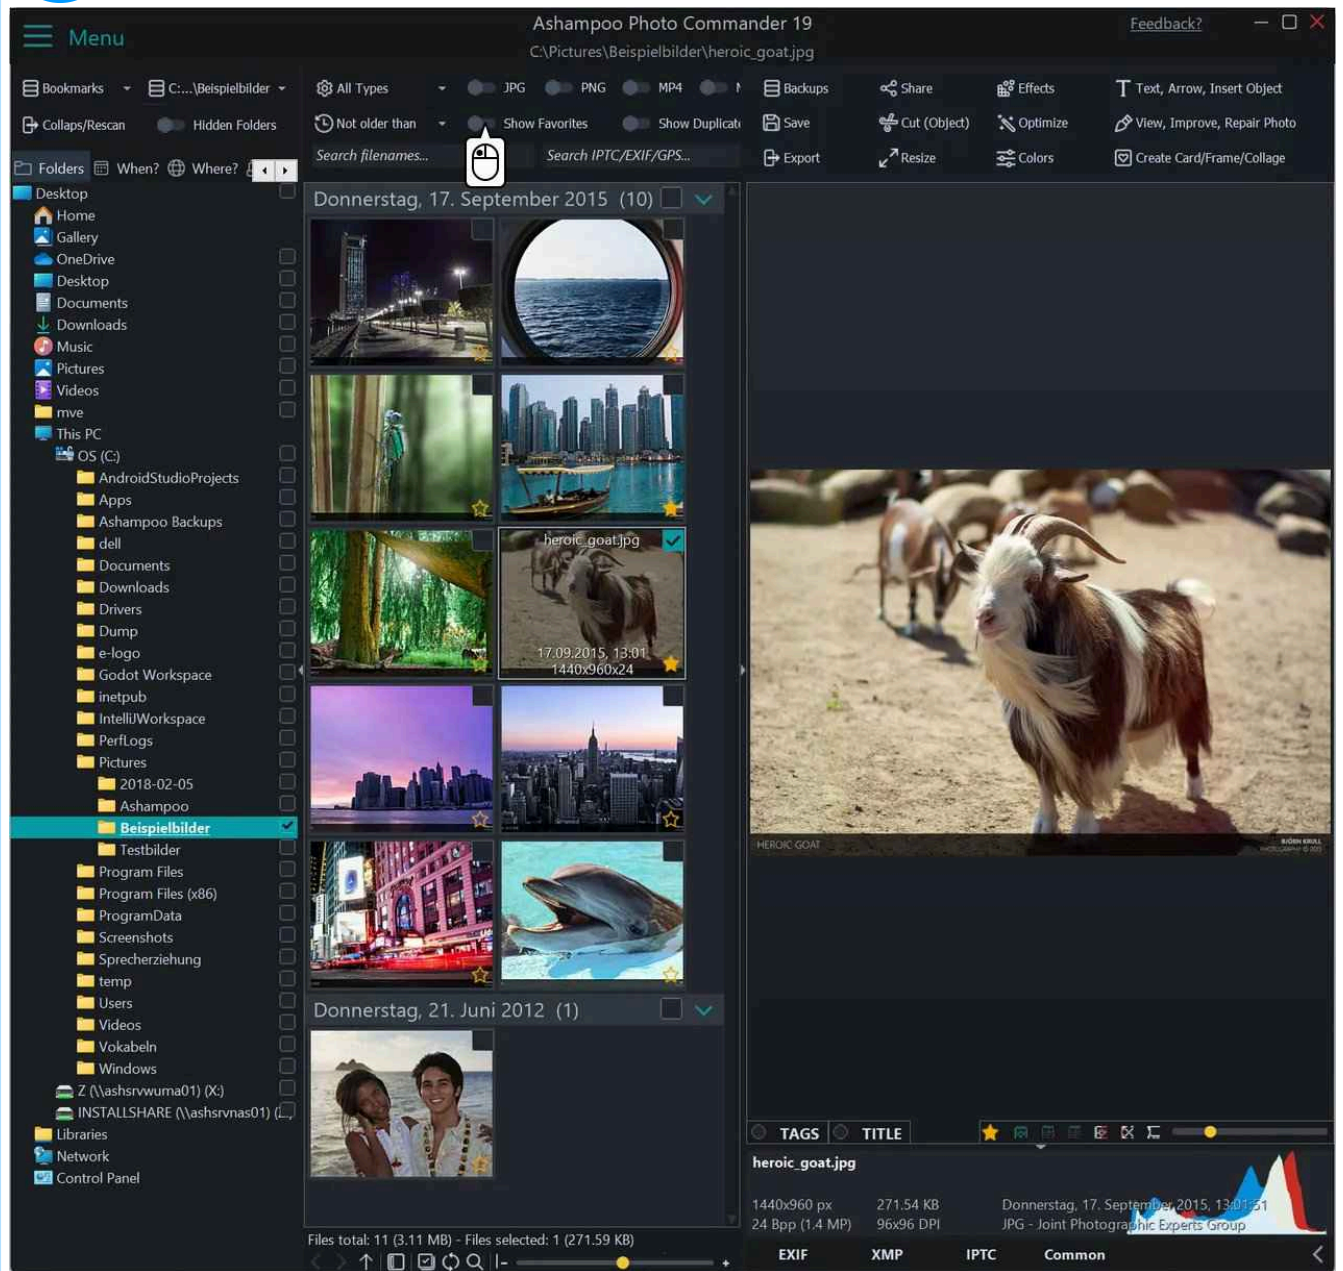 Menu
Ashampoo Photo Commander 19
C:\Pictures\Beispielbilder\heroic_goat.jpg
Feedback?
Bookmarks
C:...\Beispielbilder
Collaps/Rescan
Hidden Folders
All Types
JPG
PNG
MP4
Not older than
Show Favorites
Show Duplicat
Search filenames...
Search IPTC/EXIF/GPS...
Backups
Share
Effects
Text, Arrow, Insert Object
Save
Cut (Object)
Optimize
View, Improve, Repair Photo
Export
Resize
Colors
Create Card/Frame/Collage
Folders
When?
Where?
Desktop
Home
Gallery
OneDrive
Desktop
Documents
Downloads
Music
Pictures
Videos
mve
This PC
OS (C:)
AndroidStudioProjects
Apps
Ashampoo Backups
dell
Documents
Downloads
Drivers
Dump
e-logo
Godot Workspace
inetpub
IntelliJWorkspace
PerfLogs
Pictures
2018-02-05
Ashampoo
Beispielbilder
Testbilder
Program Files
Program Files (x86)
ProgramData
Screenshots
Sprecherziehung
temp
Users
Videos
Vokabeln
Windows
Z (\\ashsrvwuma01) (X:)
INSTALLSHARE (\\ashsrvnas01)
Libraries
Network
Control Panel
Donnerstag, 17. September 2015 (10)
heroic_goat.jpg
17.09.2015, 13:01
1440x960x24
Donnerstag, 21. Juni 2012 (1)
Files total: 11 (3.11 MB) - Files selected: 1 (271.59 KB)
HEROIC GOAT
BJÖRN KRULL
TAGS
TITLE
heroic_goat.jpg
1440x960 px
271.54 KB
Donnerstag, 17. September 2015, 13:01:51
24 Bpp (1.4 MP)
96x96 DPI
JPG - Joint Photographic Experts Group
EXIF
XMP
IPTC
Common